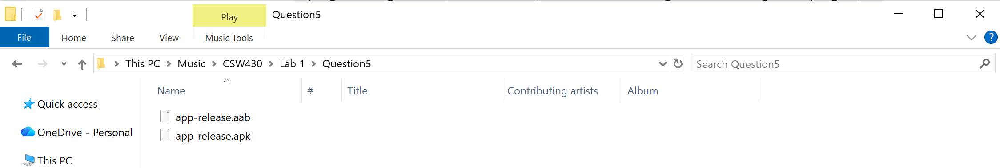 Play
Question5
File
Home
Share
View
Music Tools
?
This PC > Music > CSW430 > Lab 1 > Question5
Search Question5
Name
#
Title
Contributing artists
Album
Quick access
app-release.aab
OneDrive - Personal
app-release.apk
This PC